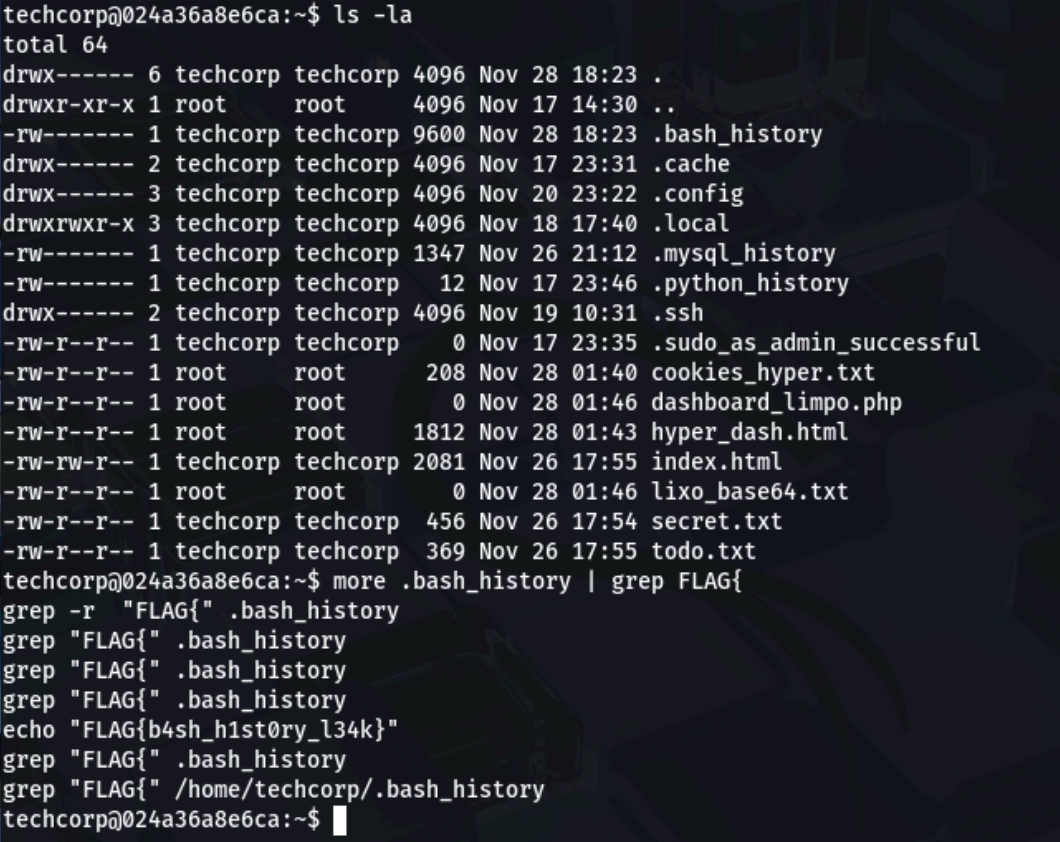 techcorp@024a36a8e6ca:~$ ls -la
total 64
drwx------ 6 techcorp techcorp 4096 Nov 28 18:23 .
drwxr-xr-x 1 root     root     4096 Nov 17 14:30 ..
-rw------- 1 techcorp techcorp 9600 Nov 28 18:23 .bash_history
drwx------ 2 techcorp techcorp 4096 Nov 17 23:31 .cache
drwx------ 3 techcorp techcorp 4096 Nov 20 23:22 .config
drwxrwxr-x 3 techcorp techcorp 4096 Nov 18 17:40 .local
-rw------- 1 techcorp techcorp 1347 Nov 26 21:12 .mysql_history
-rw------- 1 techcorp techcorp   12 Nov 17 23:46 .python_history
drwx------ 2 techcorp techcorp 4096 Nov 19 10:31 .ssh
-rw-r--r-- 1 techcorp techcorp    0 Nov 17 23:35 .sudo_as_admin_successful
-rw-r--r-- 1 root     root      208 Nov 28 01:40 cookies_hyper.txt
-rw-r--r-- 1 root     root        0 Nov 28 01:46 dashboard_limpo.php
-rw-r--r-- 1 root     root     1812 Nov 28 01:43 hyper_dash.html
-rw-rw-r-- 1 techcorp techcorp 2081 Nov 26 17:55 index.html
-rw-r--r-- 1 root     root        0 Nov 28 01:46 lixo_base64.txt
-rw-r--r-- 1 techcorp techcorp  456 Nov 26 17:54 secret.txt
-rw-r--r-- 1 techcorp techcorp  369 Nov 26 17:55 todo.txt
techcorp@024a36a8e6ca:~$ more .bash_history | grep FLAG{
grep -r  "FLAG{" .bash_history
grep "FLAG{" .bash_history
grep "FLAG{" .bash_history
grep "FLAG{" .bash_history
echo "FLAG{b4sh_h1st0ry_l34k}"
grep "FLAG{" .bash_history
grep "FLAG{" /home/techcorp/.bash_history
techcorp@024a36a8e6ca:~$